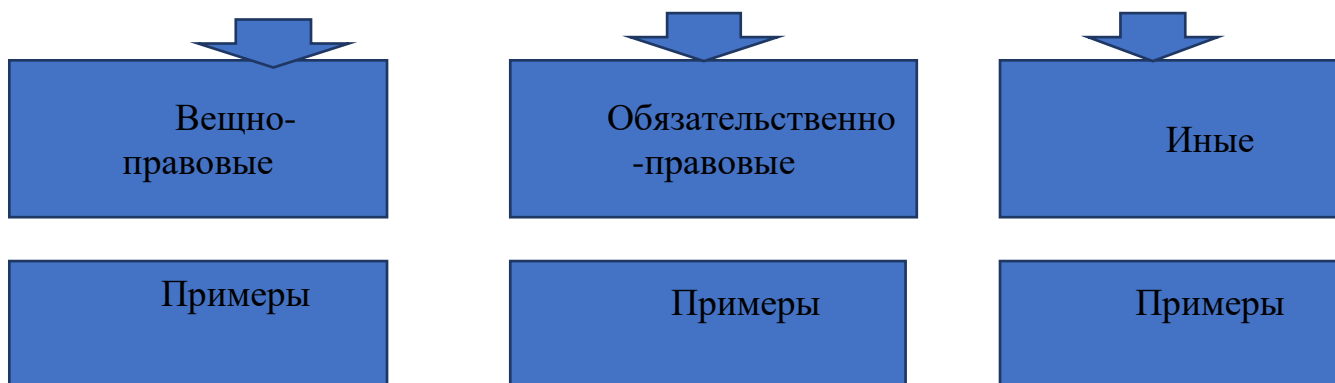 Вещно-
правовые
Обязательственно
-правовые
Иные
Примеры
Примеры
Примеры